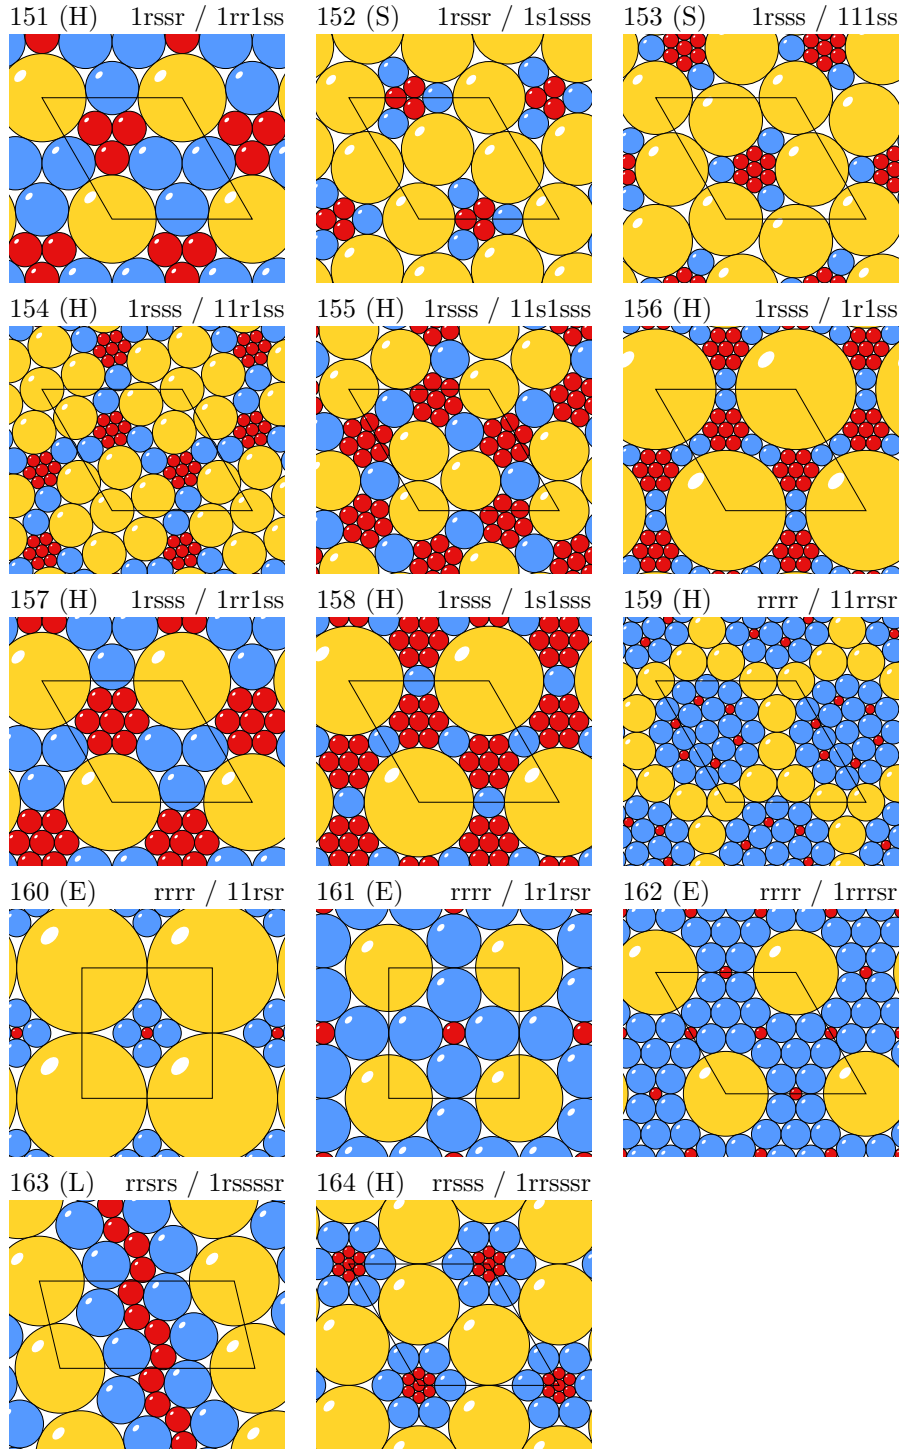 151 (H) 1rssr / 1rr1ss
152 (S) 1rssr / 1s1sss
153 (S) 1rsss / 111ss
154 (H) 1rsss / 11r1ss
155 (H) 1rsss / 11s1sss
156 (H) 1rsss / 1r1ss
157 (H) 1rsss / 1rr1ss
158 (H) 1rsss / 1s1sss
159 (H) rrrr / 11rrsr
160 (E) rrrr / 11rsr
161 (E) rrrr / 1r1rsr
162 (E) rrrr / 1rrrsr
163 (L) rrsrs / 1rssssr
164 (H) rrsss / 1rrsssr